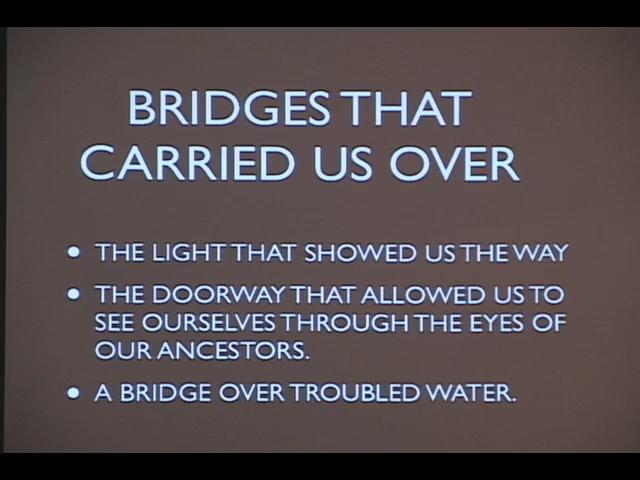 BRIDGES THAT
CARRIED US OVER
• THE LIGHT THAT SHOWED US THE WAY
• THE DOORWAY THAT ALLOWED US TO
SEE OURSELVES THROUGH THE EYES OF
OUR ANCESTORS.
• A BRIDGE OVER TROUBLED WATER.